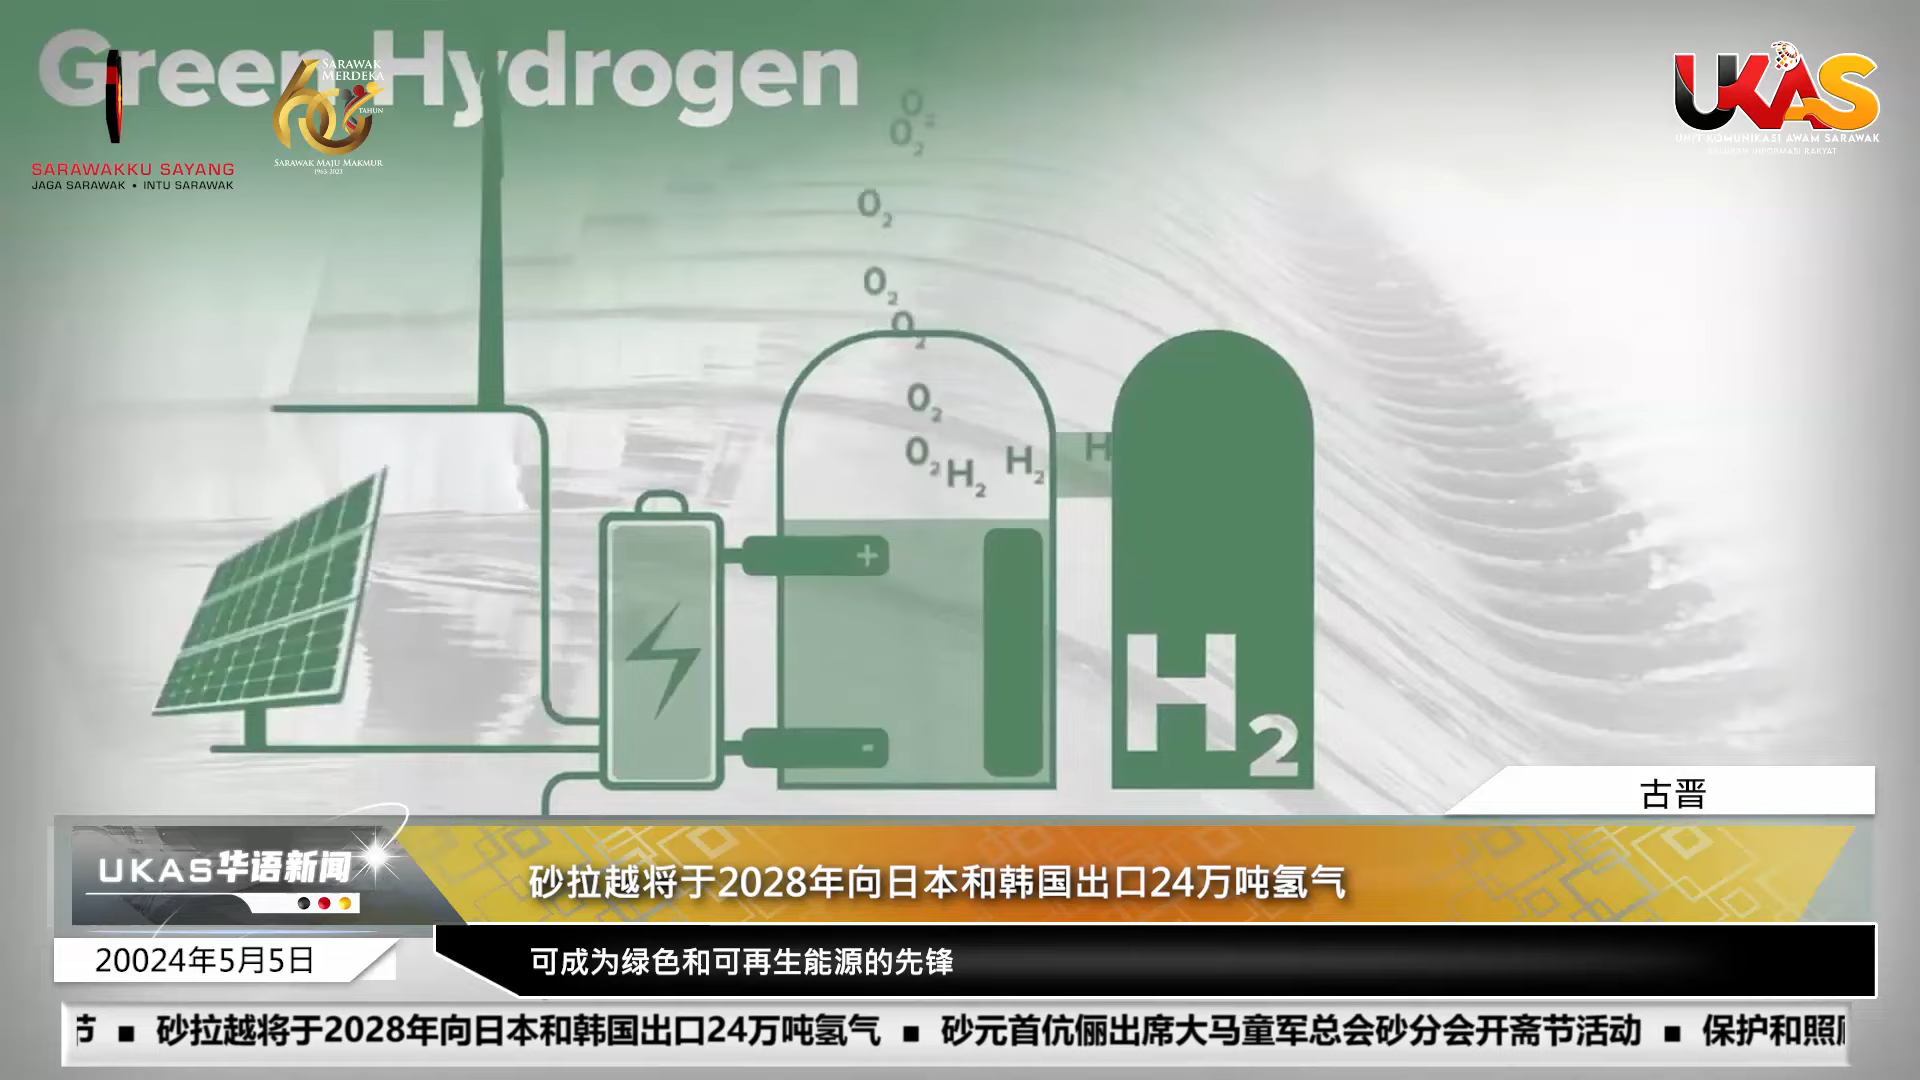 Green Hydrogen
SARAWAK
MERDEKA
60
TAHUN
SARAWAK MAJU MAKMUR
1963-2023
SARAWAKKU SAYANG
JAGA SARAWAK • INTU SARAWAK
UKAS
UNIT KOMUNIKASI AWAM SARAWAK
SALURAN INFORMASI RAKYAT
O₂
O₂
O₂
O₂
O₂
O₂
O₂ H₂ H₂ H
+
-
H₂
古晋
UKAS华语新闻
砂拉越将于2028年向日本和韩国出口24万吨氢气
20024年5月5日
可成为绿色和可再生能源的先锋
节 ■ 砂拉越将于2028年向日本和韩国出口24万吨氢气 ■ 砂元首伉俪出席大马童军总会砂分会开斋节活动 ■ 保护和照